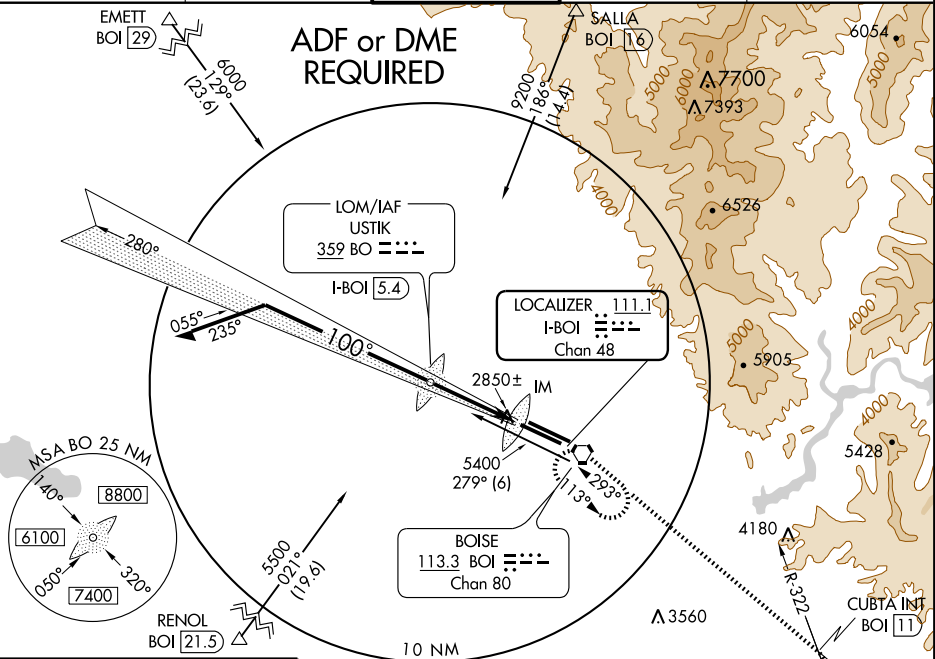 EMETT
BOI 29
6000
129°
(23.6)
ADF or DME
REQUIRED
SALLA
BOI 16
9200
186°
(14.4)
6054
5000
5000
6000
7700
7393
4000
6526
LOM/IAF
USTIK
359 BO
I-BOI 5.4
280°
055°
235°
100°
LOCALIZER 111.1
I-BOI
Chan 48
5000
4000
5905
2850± IM
4000
5428
5400
279° (6)
293°
113°
MSA BO 25 NM
140°
8800
6100
050°
320°
7400
5500
021°
(19.6)
BOISE
113.3 BOI
Chan 80
4180
R-322
RENOL
BOI 21.5
3560
CUBTA INT
BOI 11
10 NM